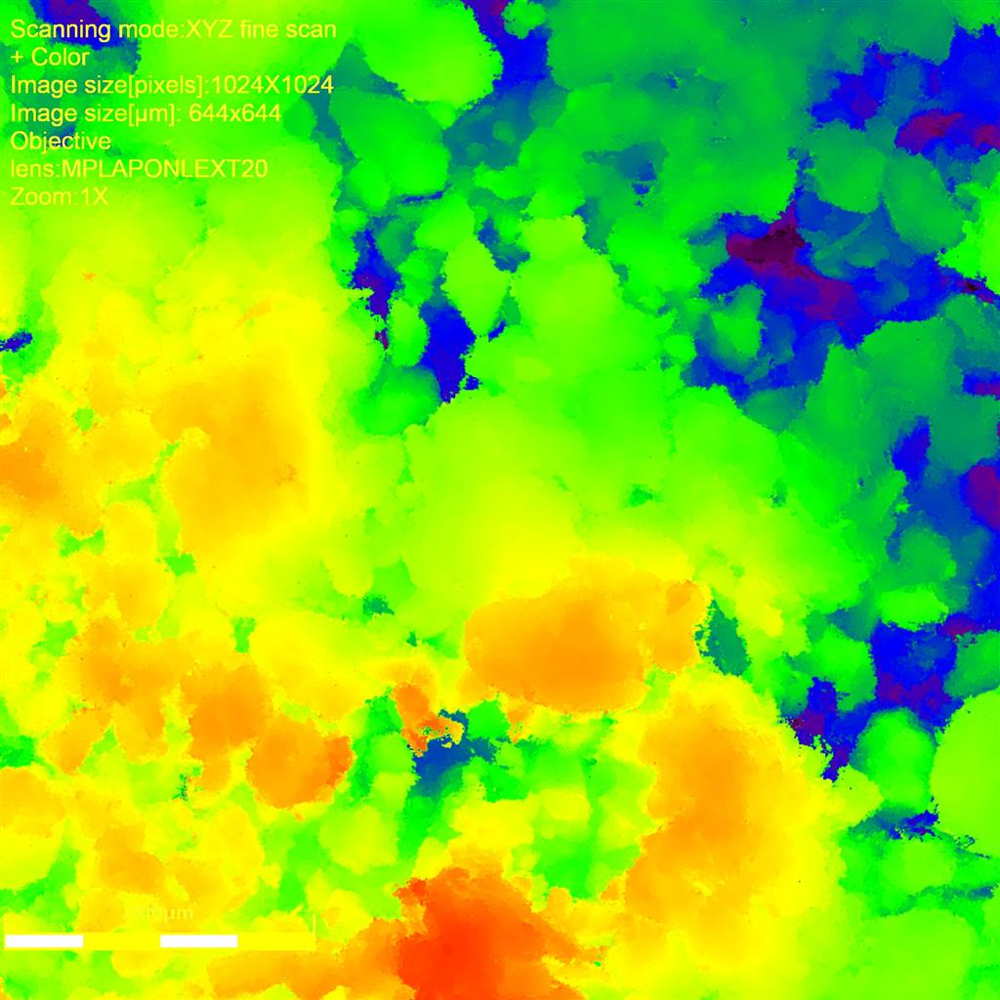 Scanning mode:XYZ fine scan
+ Color
Image size[pixels]:1024X1024
Image size[µm]: 644x644
Objective
lens:MPLAPONLEXT20
Zoom:1X